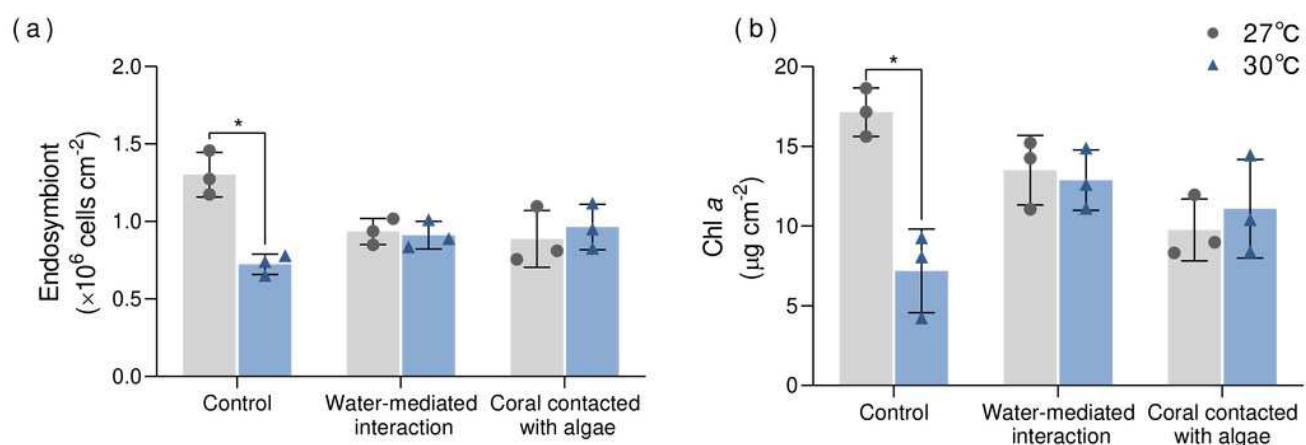 (a)
2.0
1.5
1.0
0.5
0.0
Endosymbiont
(×10⁶ cells cm⁻²)
*
Control
Water-mediated
interaction
Coral contacted
with algae
(b)
27°C
30°C
20
15
10
5
0
Chl a
(µg cm⁻²)
*
Control
Water-mediated
interaction
Coral contacted
with algae